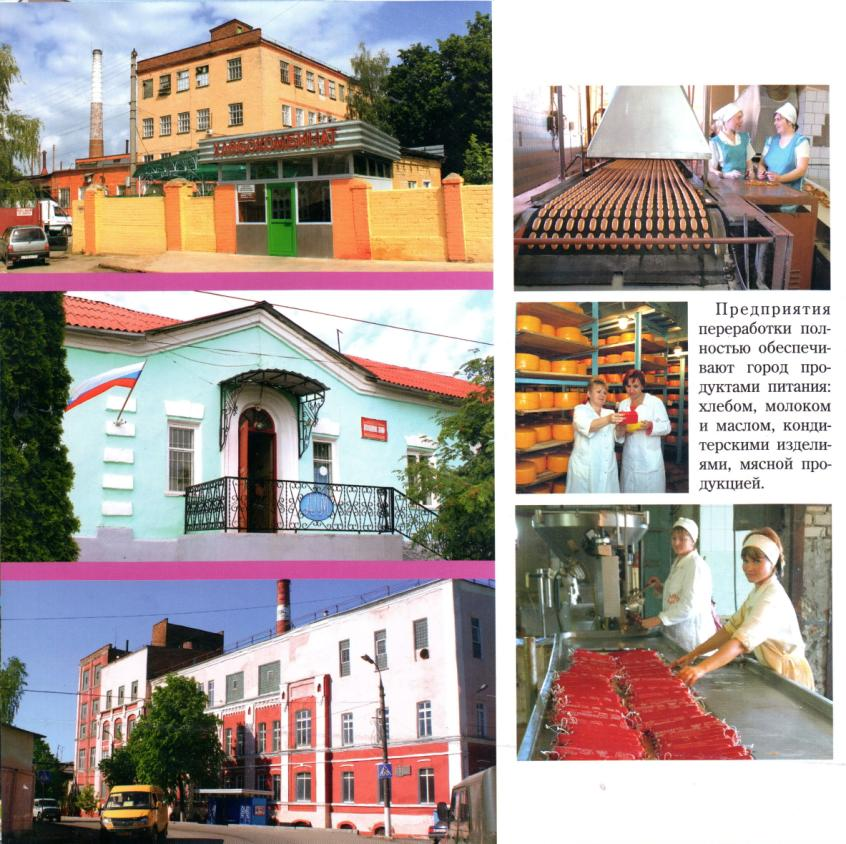 ХЛЕБОКОМБИНАТ
Предприятия
переработки пол-
ностью обеспечи-
вают город про-
дуктами питания:
хлебом, молоком
и маслом, конди-
терскими издели-
ями, мясной про-
дукцией.